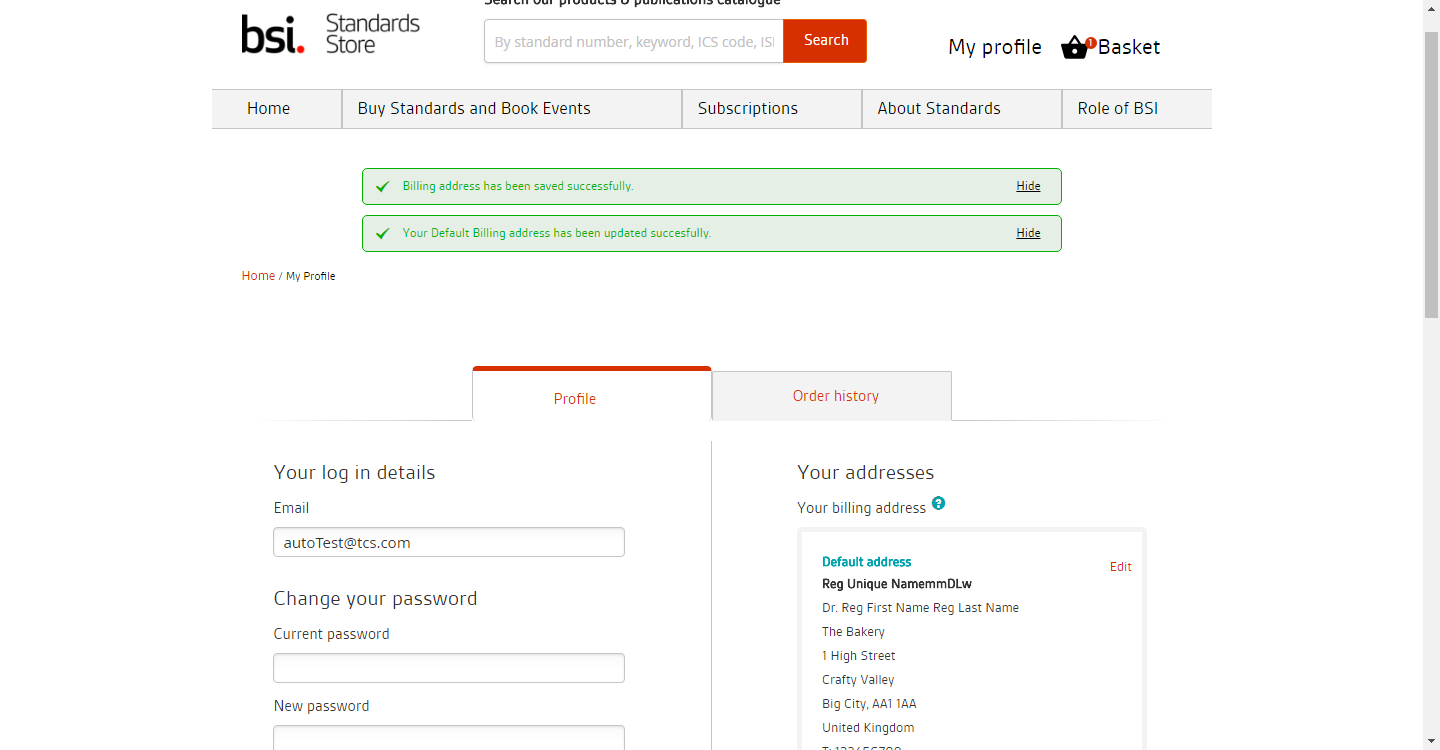 Search our products & publications catalogue
bsi. Standards Store
By standard number, keyword, ICS code, ISI
Search
My profile
1
Basket
Home
Buy Standards and Book Events
Subscriptions
About Standards
Role of BSI
Billing address has been saved successfully.
Hide
Your Default Billing address has been updated succesfully.
Hide
Home / My Profile
Profile
Order history
Your log in details
Email
autoTest@tcs.com
Change your password
Current password
New password
Your addresses
Your billing address ?
Default address
Edit
Reg Unique NamemmDLw
Dr. Reg First Name Reg Last Name
The Bakery
1 High Street
Crafty Valley
Big City, AA1 1AA
United Kingdom